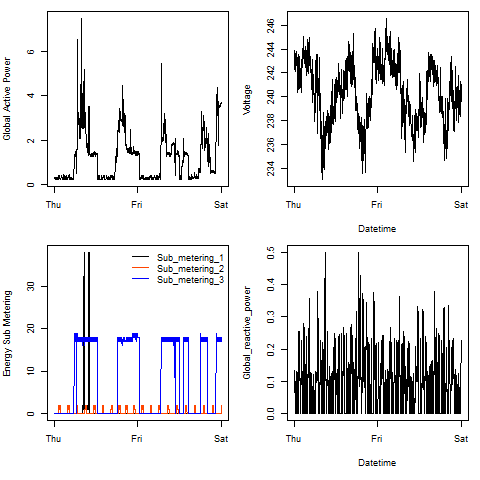 Global Active Power
0 2 4 6
Thu Fri Sat
Voltage
234 236 238 240 242 244 246
Thu Fri Sat
Datetime
Energy Sub Metering
0 10 20 30
Sub_metering_1
Sub_metering_2
Sub_metering_3
Thu Fri Sat
Global_reactive_power
0.0 0.1 0.2 0.3 0.4 0.5
Thu Fri Sat
Datetime